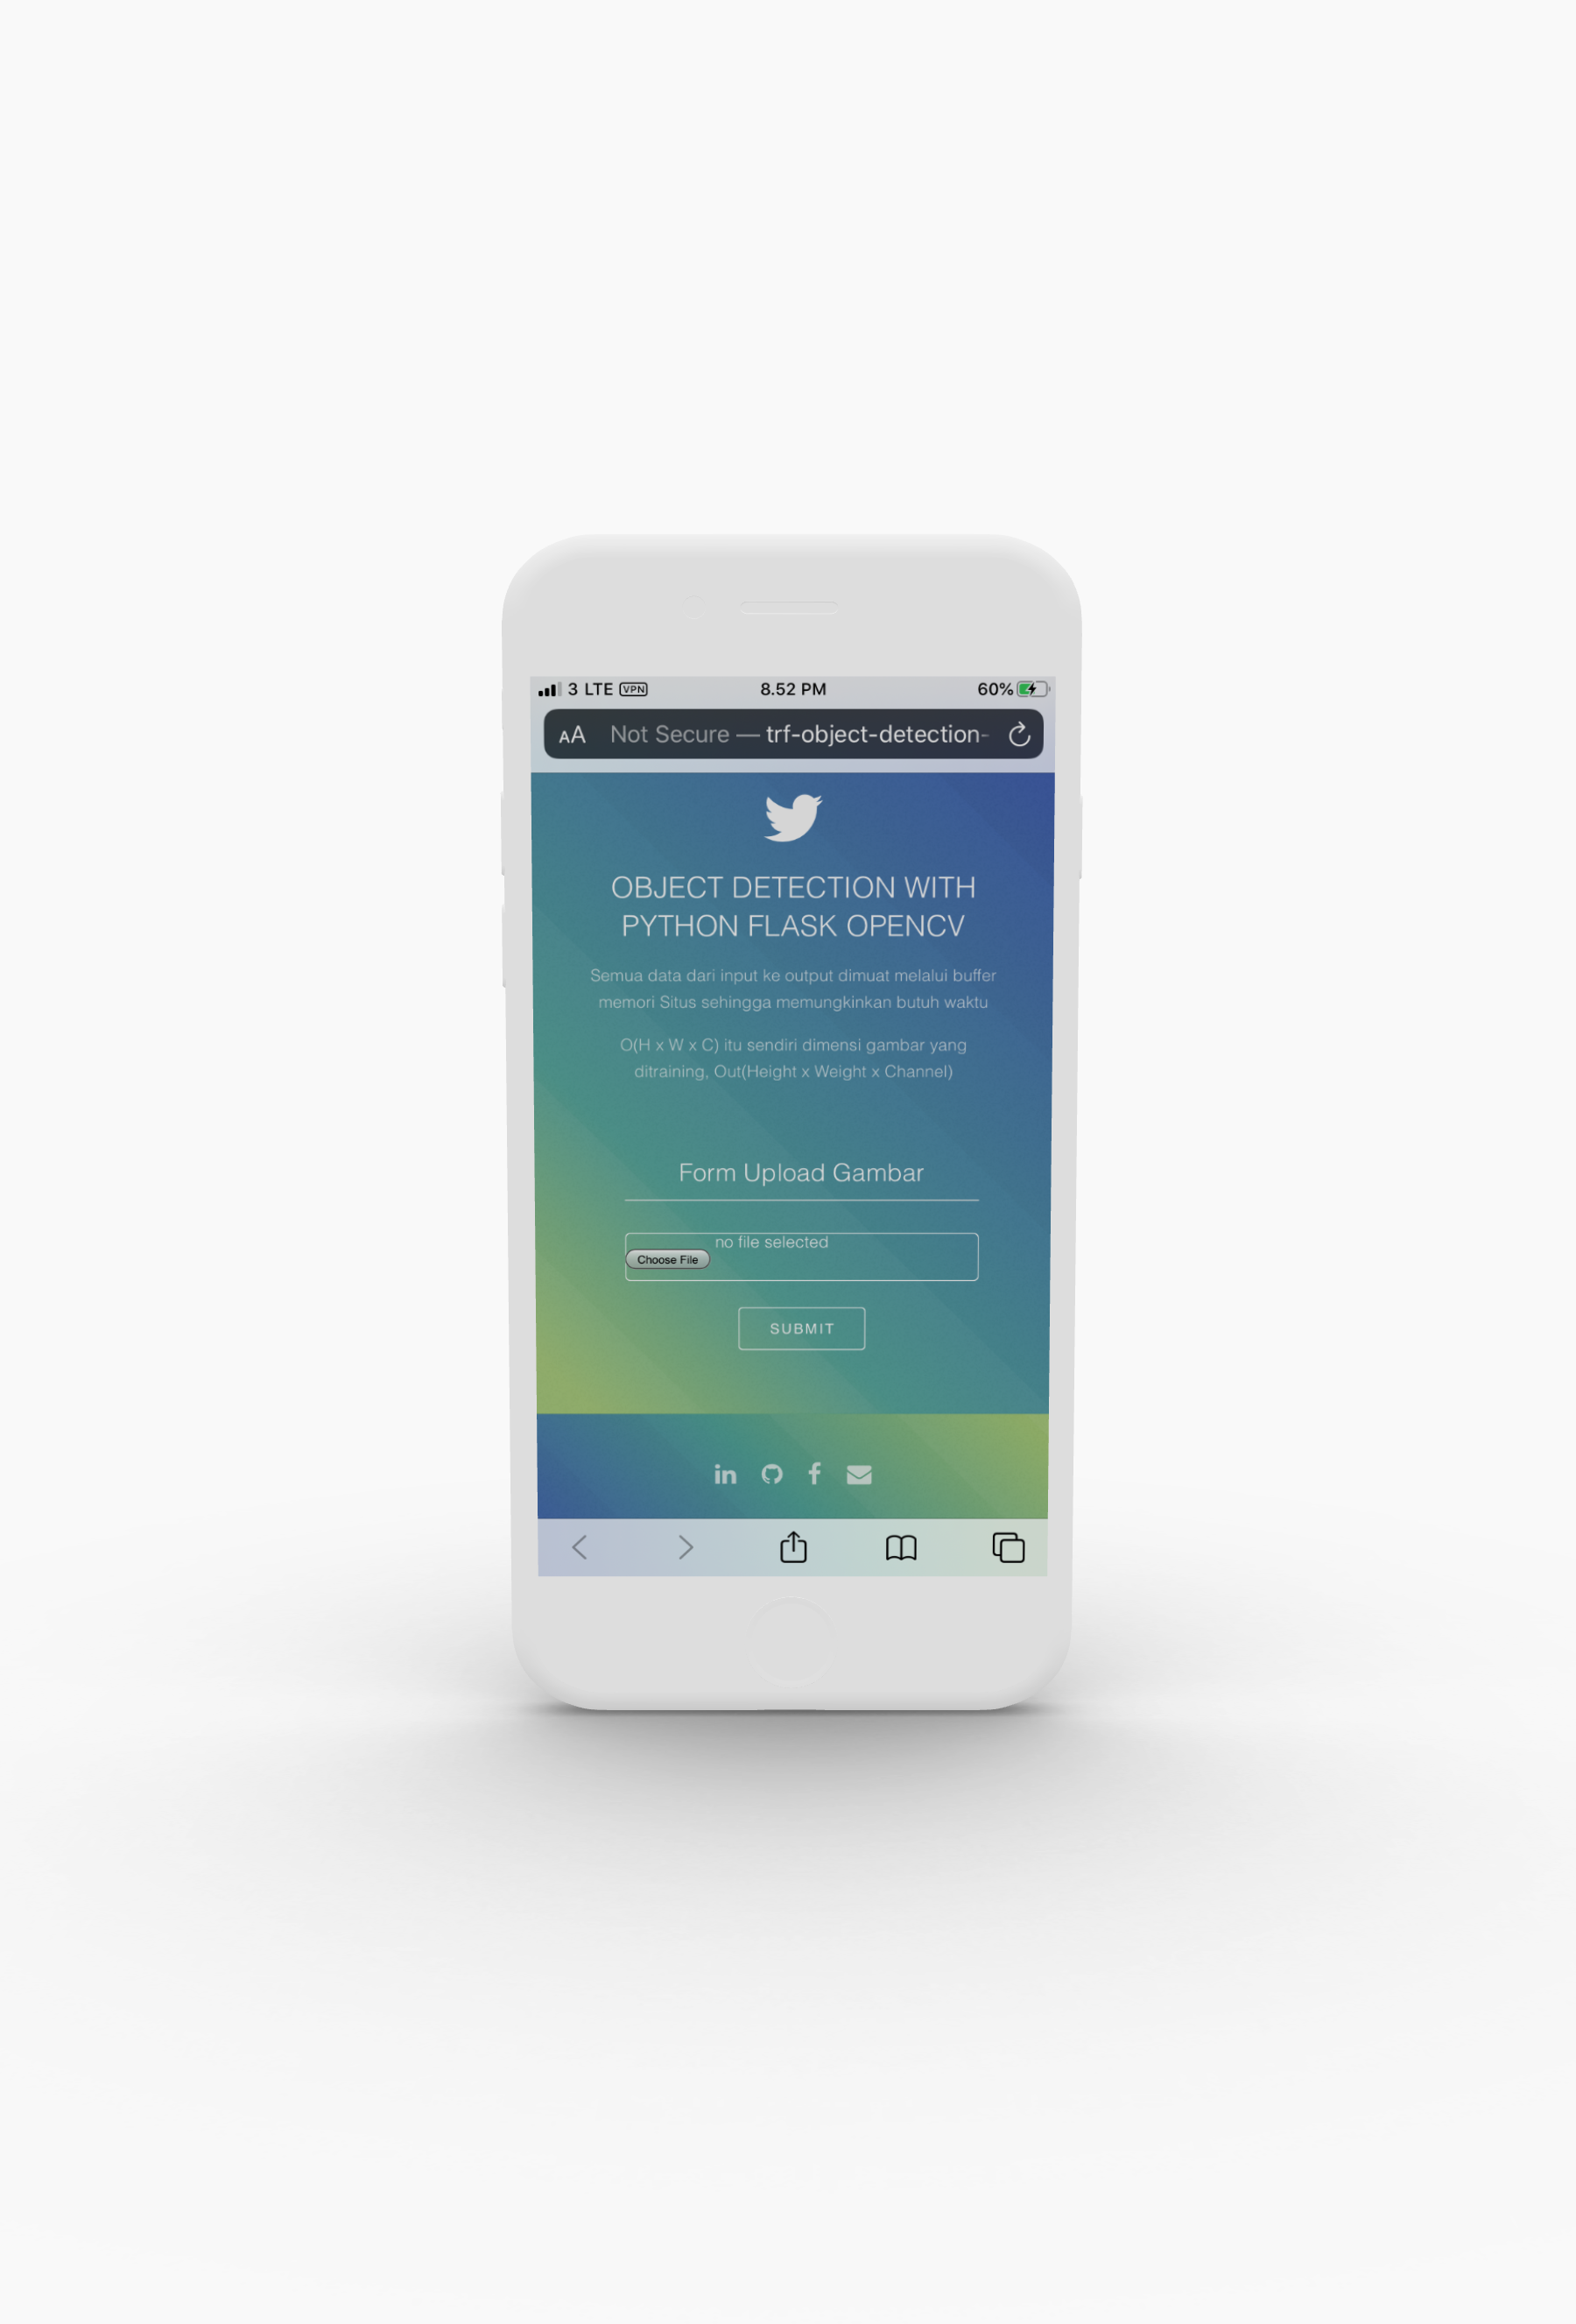 3 LTE VPN 8.52 PM 60%
AA Not Secure — trf-object-detection-
OBJECT DETECTION WITH
PYTHON FLASK OPENCV
Semua data dari input ke output dimuat melalui buffer
memori Situs sehingga memungkinkan butuh waktu
O(H x W x C) itu sendiri dimensi gambar yang
ditraining, Out(Height x Weight x Channel)
Form Upload Gambar
no file selected
Choose File
SUBMIT
in f